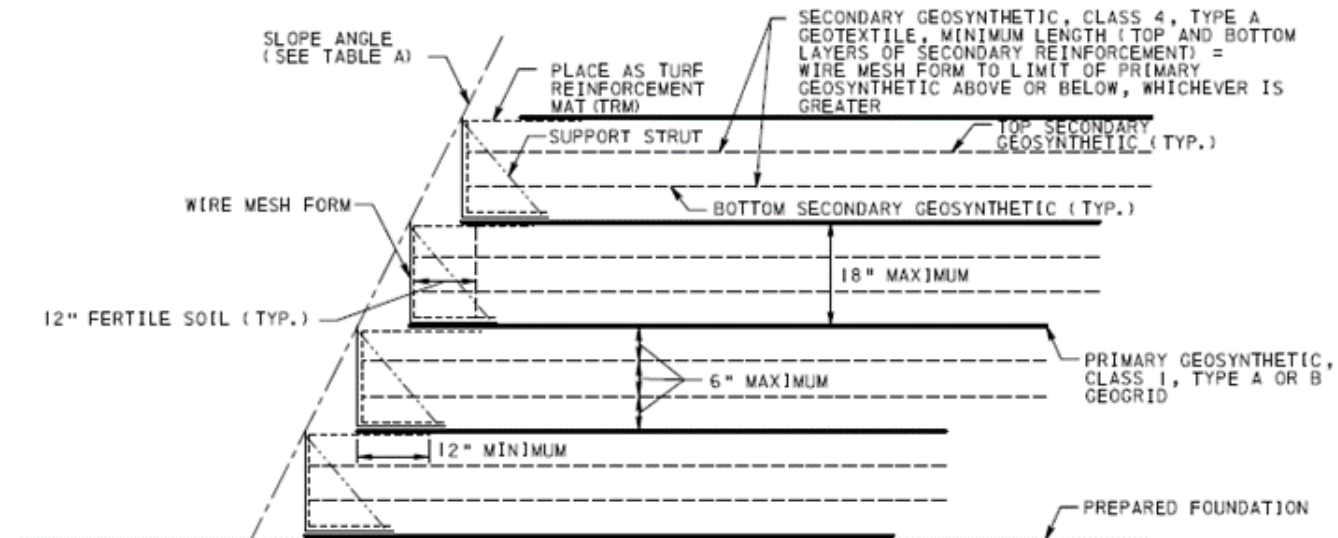 SLOPE ANGLE
(SEE TABLE A)
PLACE AS TURF
REINFORCEMENT
MAT (TRM)
SUPPORT STRUT
SECONDARY GEOSYNTHETIC, CLASS 4, TYPE A
GEOTEXTILE, MINIMUM LENGTH (TOP AND BOTTOM
LAYERS OF SECONDARY REINFORCEMENT) =
WIRE MESH FORM TO LIMIT OF PRIMARY
GEOSYNTHETIC ABOVE OR BELOW, WHICHEVER IS
GREATER
TOP SECONDARY
GEOSYNTHETIC (TYP.)
WIRE MESH FORM
BOTTOM SECONDARY GEOSYNTHETIC (TYP.)
18" MAXIMUM
12" FERTILE SOIL (TYP.)
PRIMARY GEOSYNTHETIC,
CLASS 1, TYPE A OR B
GEOGRID
6" MAXIMUM
12" MINIMUM
PREPARED FOUNDATION